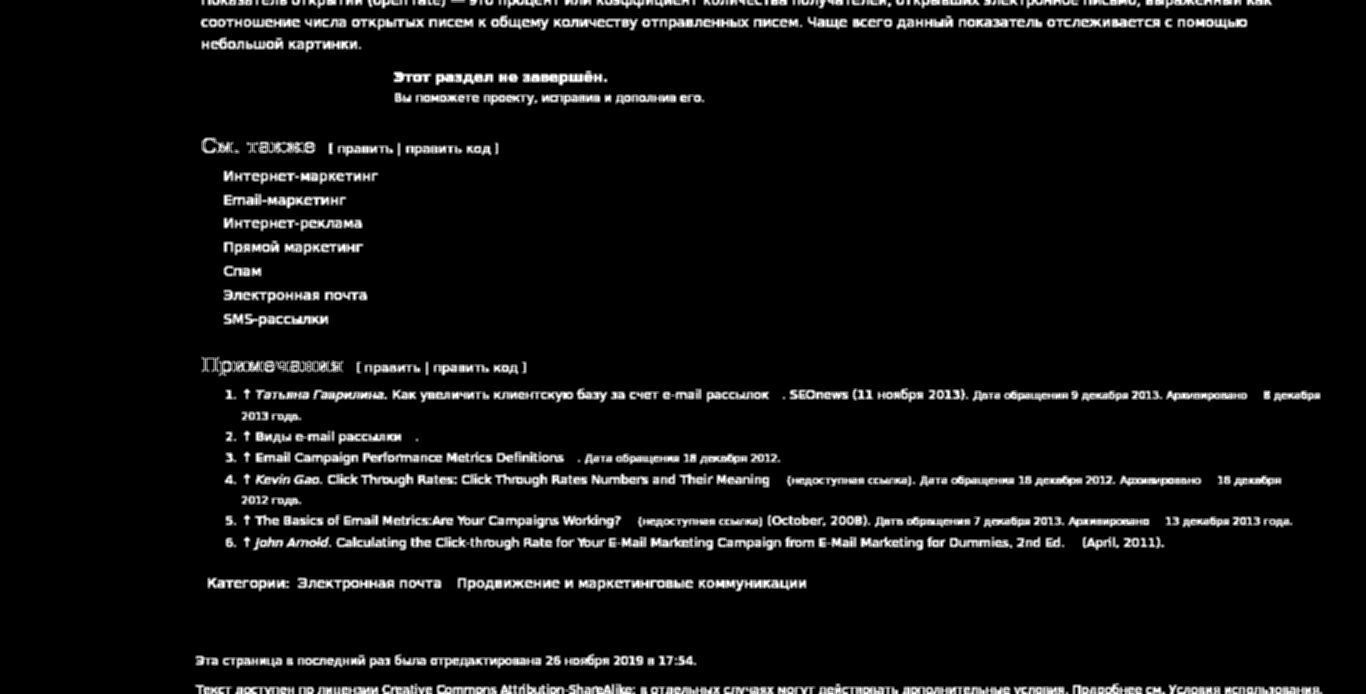 Показатель открытий (open rate) — это процент или коэффициент количества получателей, открывших электронное письмо, выраженный как
соотношение числа открытых писем к общему количеству отправленных писем. Чаще всего данный показатель отслеживается с помощью
небольшой картинки.
Этот раздел не завершён.
Вы поможете проекту, исправив и дополнив его.
См. также [ править | править код ]
Интернет-маркетинг
Email-маркетинг
Интернет-реклама
Прямой маркетинг
Спам
Электронная почта
SMS-рассылки
Примечания [ править | править код ]
1. ↑ Татьяна Гаврилина. Как увеличить клиентскую базу за счет e-mail рассылок . SEOnews (11 ноября 2013). Дата обращения 9 декабря 2013. Архивировано 8 декабря
2013 года.
2. ↑ Виды e-mail рассылки .
3. ↑ Email Campaign Performance Metrics Definitions . Дата обращения 18 декабря 2012.
4. ↑ Kevin Gao. Click Through Rates: Click Through Rates Numbers and Their Meaning (недоступная ссылка). Дата обращения 18 декабря 2012. Архивировано 18 декабря
2012 года.
5. ↑ The Basics of Email Metrics:Are Your Campaigns Working? (недоступная ссылка) (October, 2008). Дата обращения 7 декабря 2013. Архивировано 13 декабря 2013 года.
6. ↑ John Arnold. Calculating the Click-through Rate for Your E-Mail Marketing Campaign from E-Mail Marketing for Dummies, 2nd Ed. (April, 2011).
Категории: Электронная почта Продвижение и маркетинговые коммуникации
Эта страница в последний раз была отредактирована 26 ноября 2019 в 17:54.
Текст доступен по лицензии Creative Commons Attribution-ShareAlike; в отдельных случаях могут действовать дополнительные условия. Подробнее см. Условия использования.